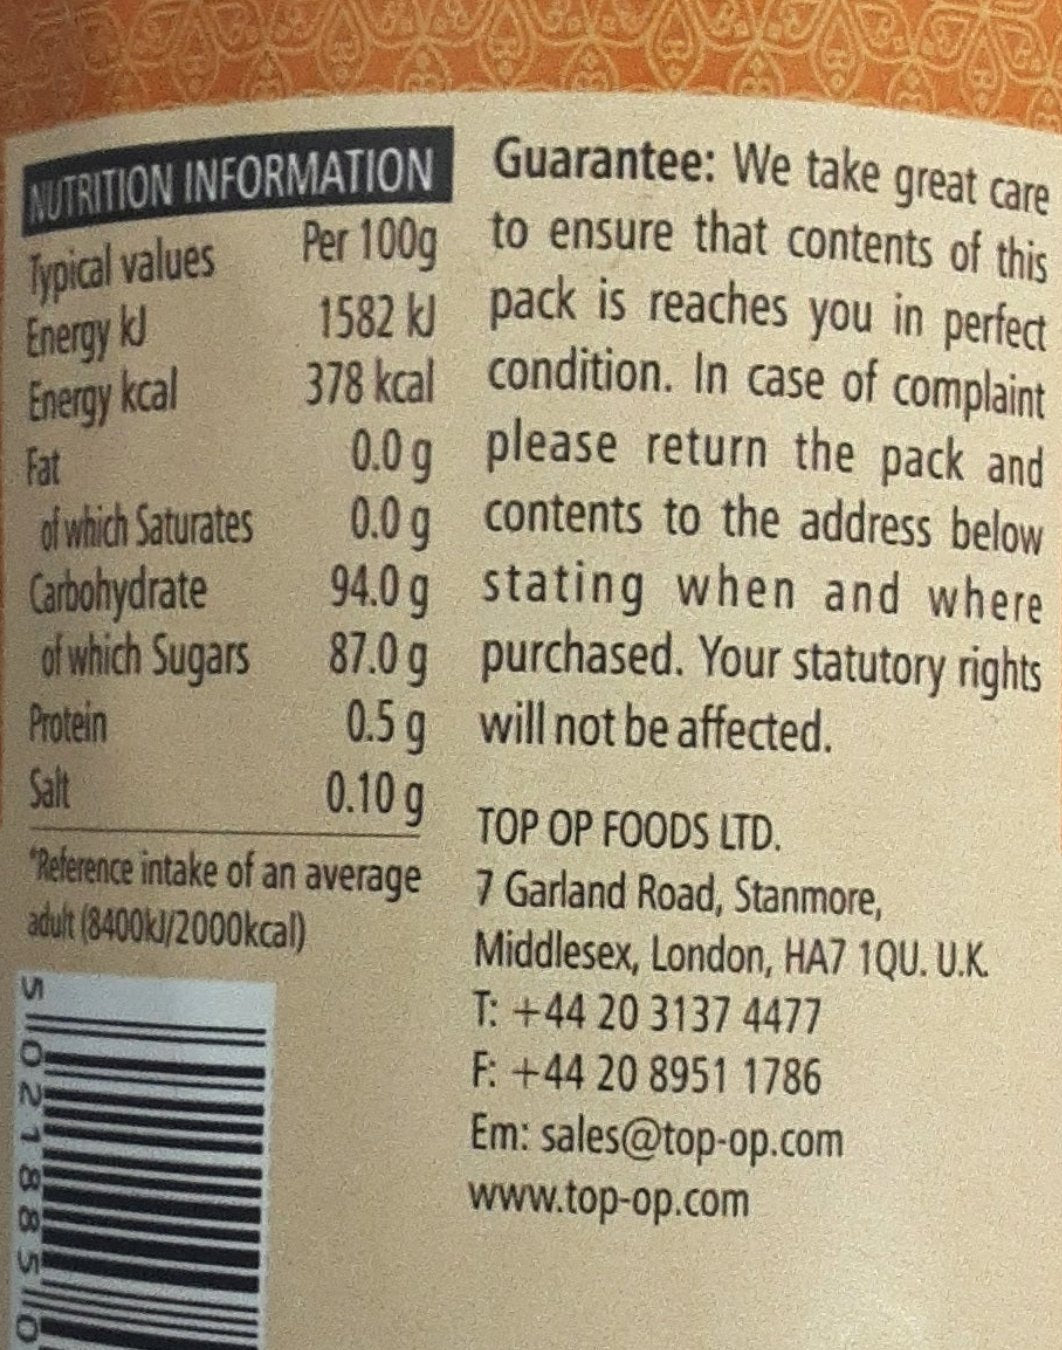 NUTRITION INFORMATION
Typical values Per 100g
Energy kJ 1582 kJ
Energy kcal 378 kcal
Fat 0.0 g
of which Saturates 0.0 g
Carbohydrate 94.0 g
of which Sugars 87.0 g
Protein 0.5 g
Salt 0.10 g
*Reference intake of an average
adult (8400kJ/2000kcal)
5 021885 0
Guarantee: We take great care
to ensure that contents of this
pack is reaches you in perfect
condition. In case of complaint
please return the pack and
contents to the address below
stating when and where
purchased. Your statutory rights
will not be affected.
TOP OP FOODS LTD.
7 Garland Road, Stanmore,
Middlesex, London, HA7 1QU. U.K.
T: +44 20 3137 4477
F: +44 20 8951 1786
Em: sales@top-op.com
www.top-op.com